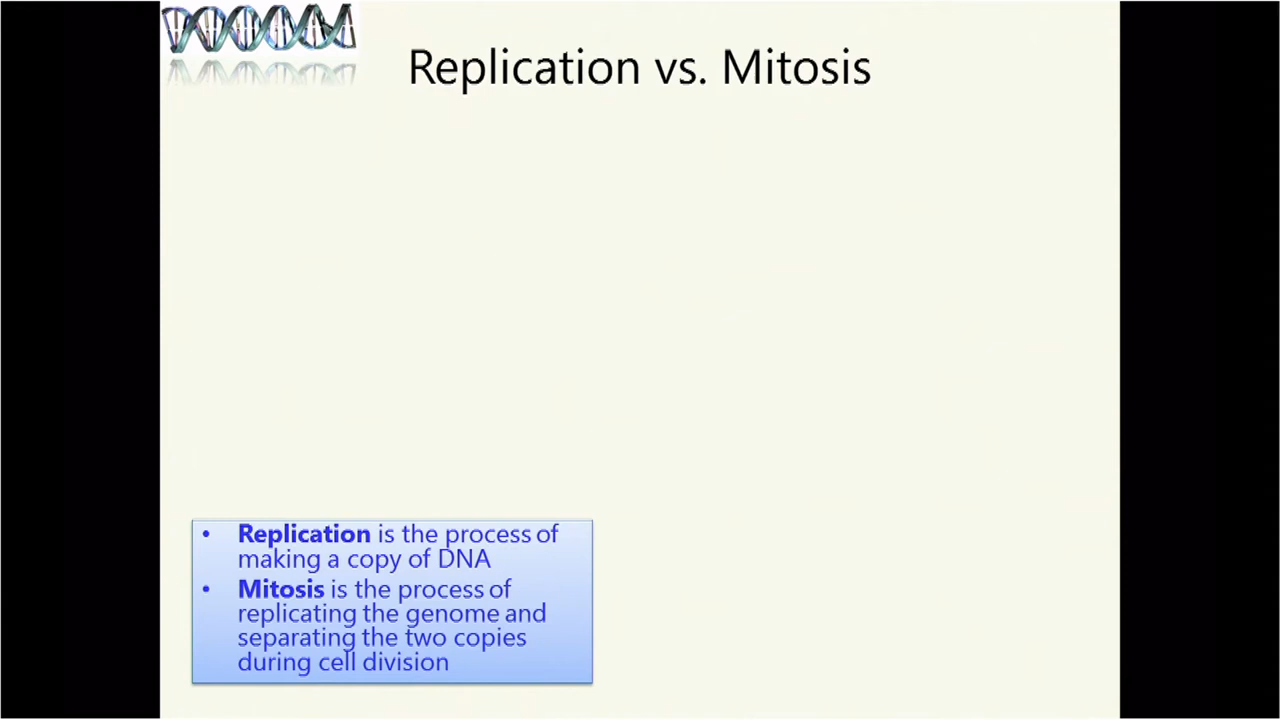 Replication vs. Mitosis
• Replication is the process of
making a copy of DNA
• Mitosis is the process of
replicating the genome and
separating the two copies
during cell division